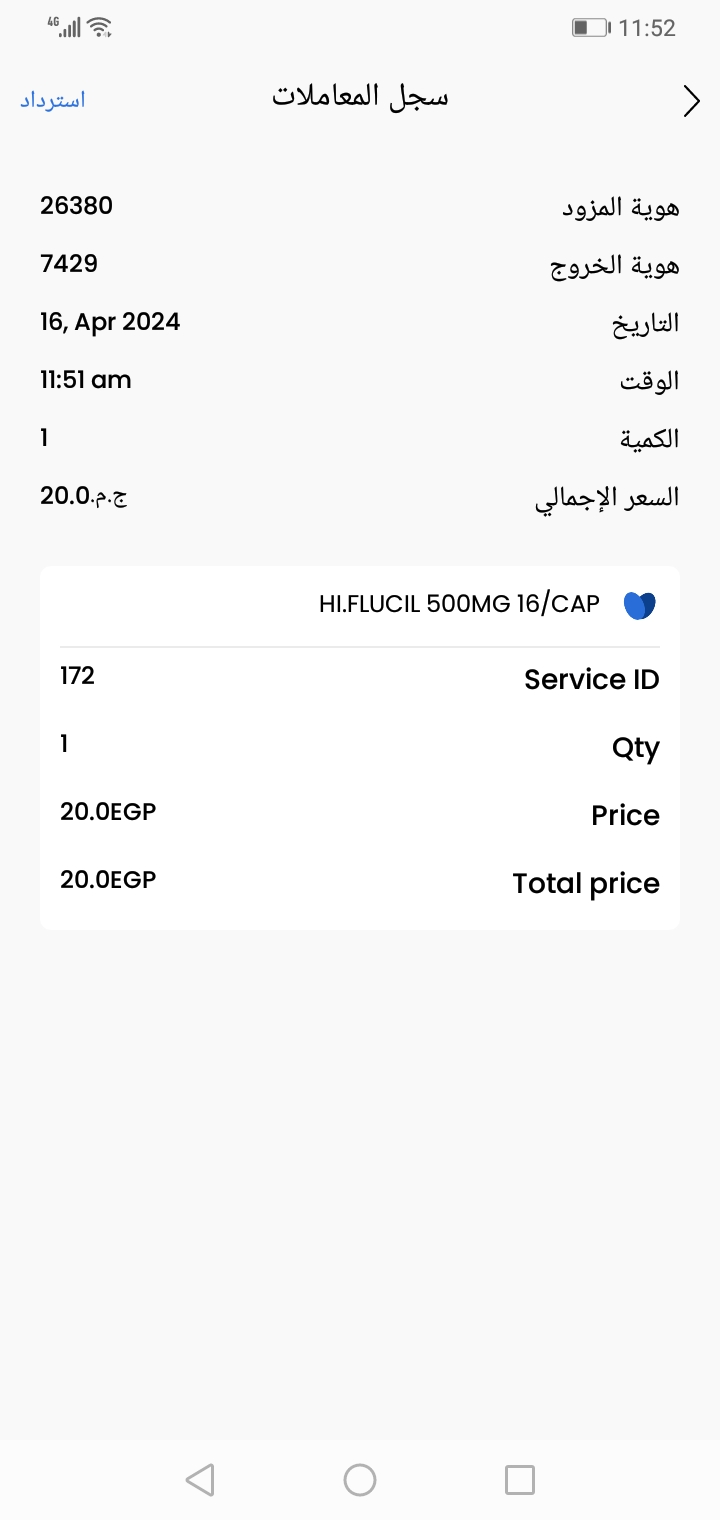 4G 11:52
سجل المعاملات استرداد
هوية المزود 26380
هوية الخروج 7429
التاريخ 16, Apr 2024
الوقت 11:51 am
الكمية 1
السعر الإجمالي ج.م.20.0
HI.FLUCIL 500MG 16/CAP
Service ID 172
Qty 1
Price 20.0EGP
Total price 20.0EGP